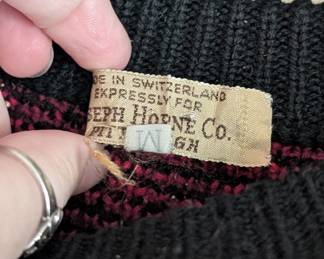 DE IN SWITZERLAND
EXPRESSLY FOR
SEPH HORNE CO.
PITT M GH